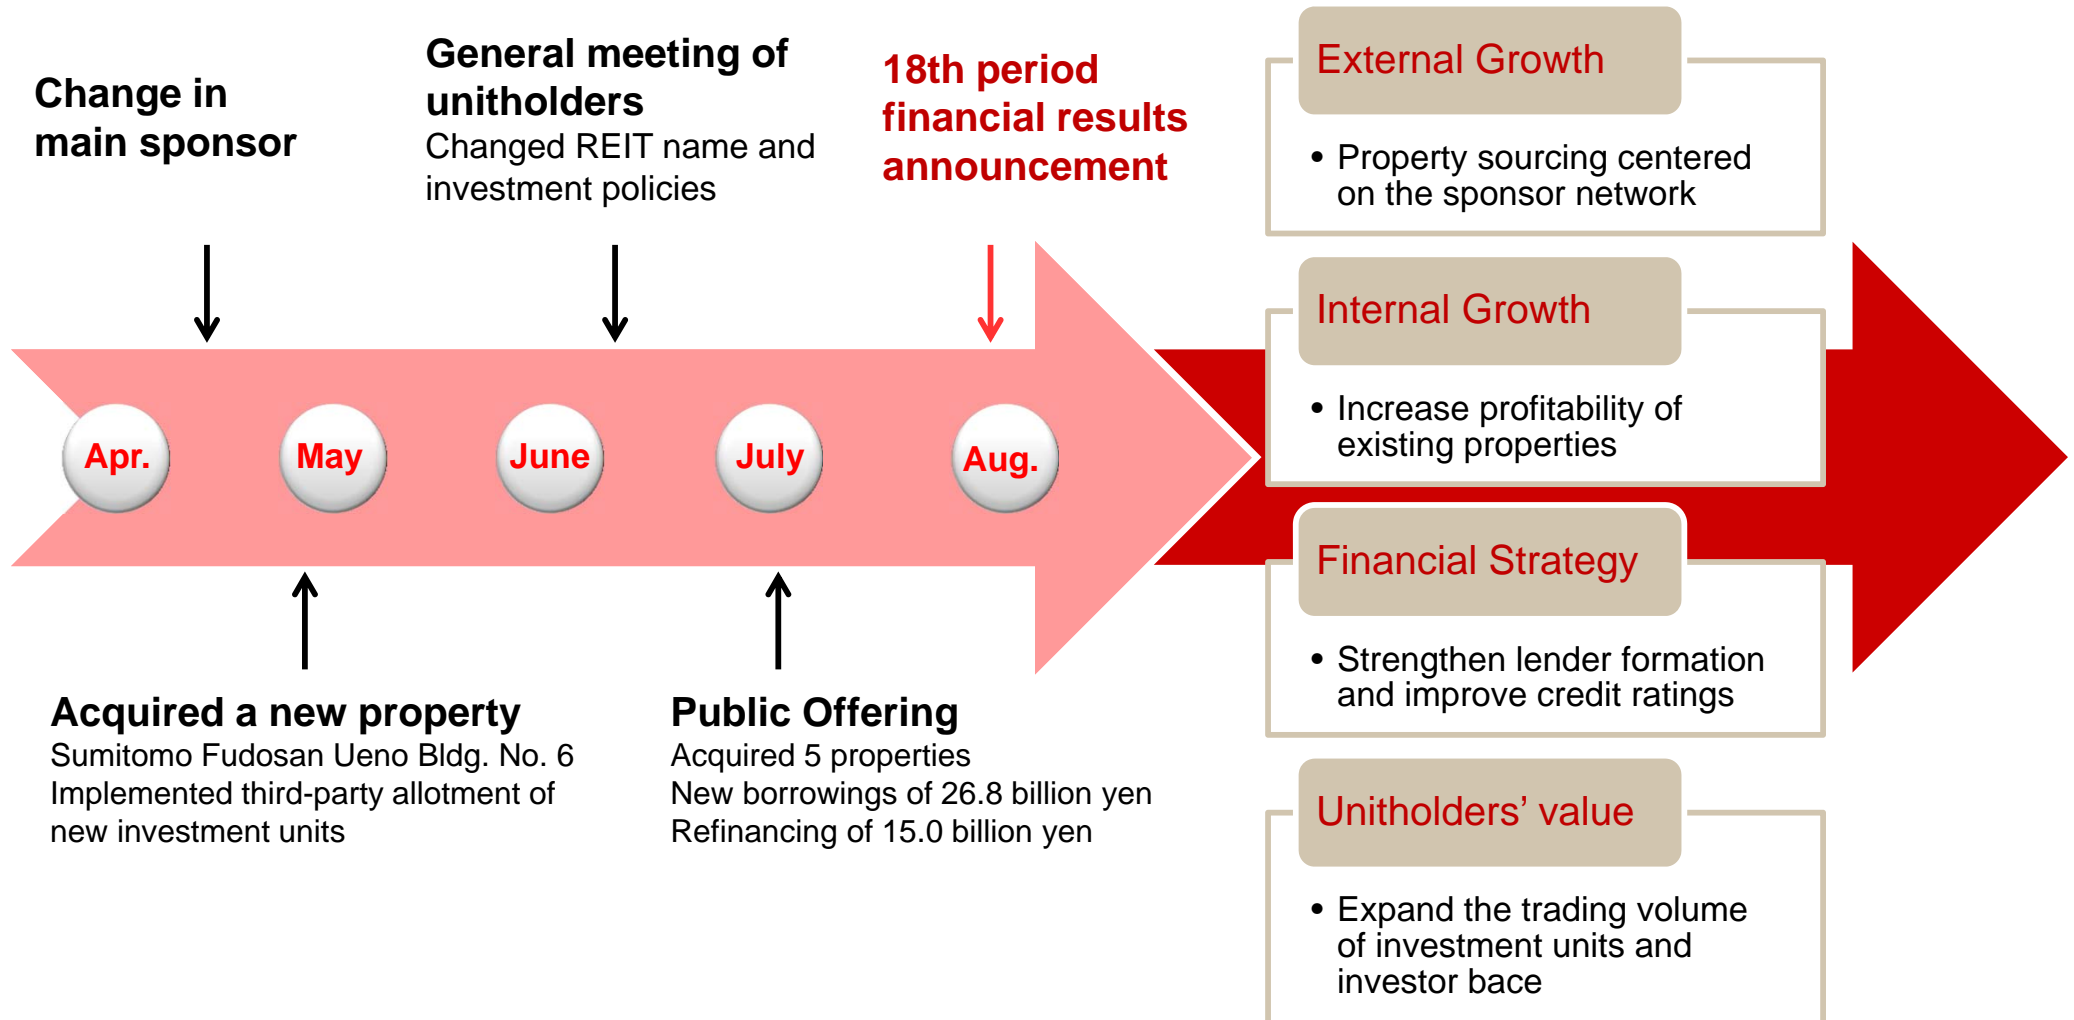 Change in
main sponsor
General meeting of
unitholders
Changed REIT name and
investment policies
18th period
financial results
announcement
Apr.
May
June
July
Aug.
Acquired a new property
Sumitomo Fudosan Ueno Bldg. No. 6
Implemented third-party allotment of
new investment units
Public Offering
Acquired 5 properties
New borrowings of 26.8 billion yen
Refinancing of 15.0 billion yen
External Growth
• Property sourcing centered
on the sponsor network
Internal Growth
• Increase profitability of
existing properties
Financial Strategy
• Strengthen lender formation
and improve credit ratings
Unitholders’ value
• Expand the trading volume
of investment units and
investor bace